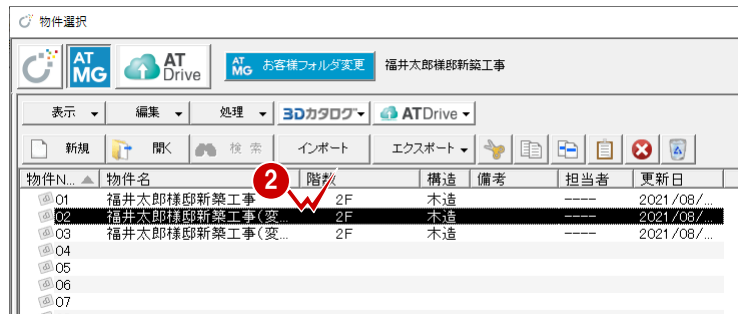 物件選択
AT MG AT Drive AT MG お客様フォルダ変更 福井太郎様邸新築工事
表示 編集 処理 3Dカタログ ATDrive
新規 開く 検索 インポート エクスポート
物件N... 物件名 階数 構造 備考 担当者 更新日
2
01 福井太郎様邸新築工事 2F 木造 ---- 2021/08/...
02 福井太郎様邸新築工事(変... 2F 木造 ---- 2021/08/...
03 福井太郎様邸新築工事(変... 2F 木造 ---- 2021/08/...
04
05
06
07